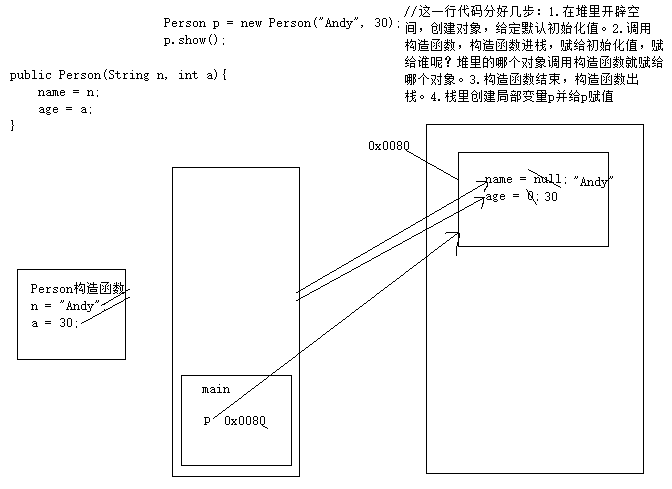 Person p = new Person("Andy", 30);
p.show();
//这一行代码分好几步：1.在堆里开辟空
间，创建对象，给定默认初始化值。2.调用
构造函数，构造函数进栈，赋给初始化值，赋
给谁呢？堆里的哪个对象调用构造函数就赋给
哪个对象。3.构造函数结束，构造函数出
栈。4.栈里创建局部变量p并给p赋值
public Person(String n, int a){
name = n;
age = a;
}
0x0080
name = null; "Andy"
age = 0; 30
Person构造函数
n = "Andy"
a = 30;
main
p 0x0080